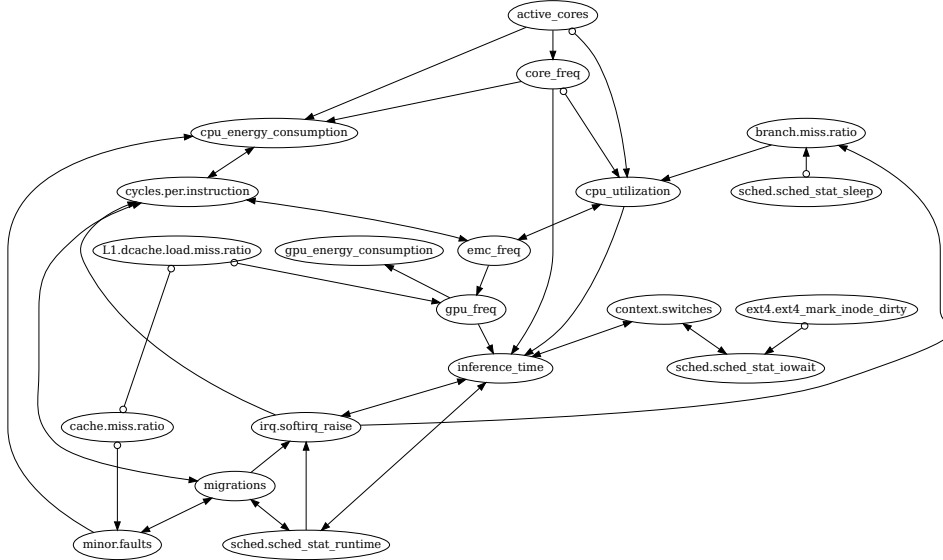 active_cores
core_freq
cpu_energy_consumption
branch.miss.ratio
cycles.per.instruction
cpu_utilization
sched.sched_stat_sleep
L1.dcache.load.miss.ratio
gpu_energy_consumption
emc_freq
gpu_freq
context.switches
ext4.ext4_mark_inode_dirty
inference_time
sched.sched_stat_iowait
cache.miss.ratio
irq.softirq_raise
migrations
minor.faults
sched.sched_stat_runtime